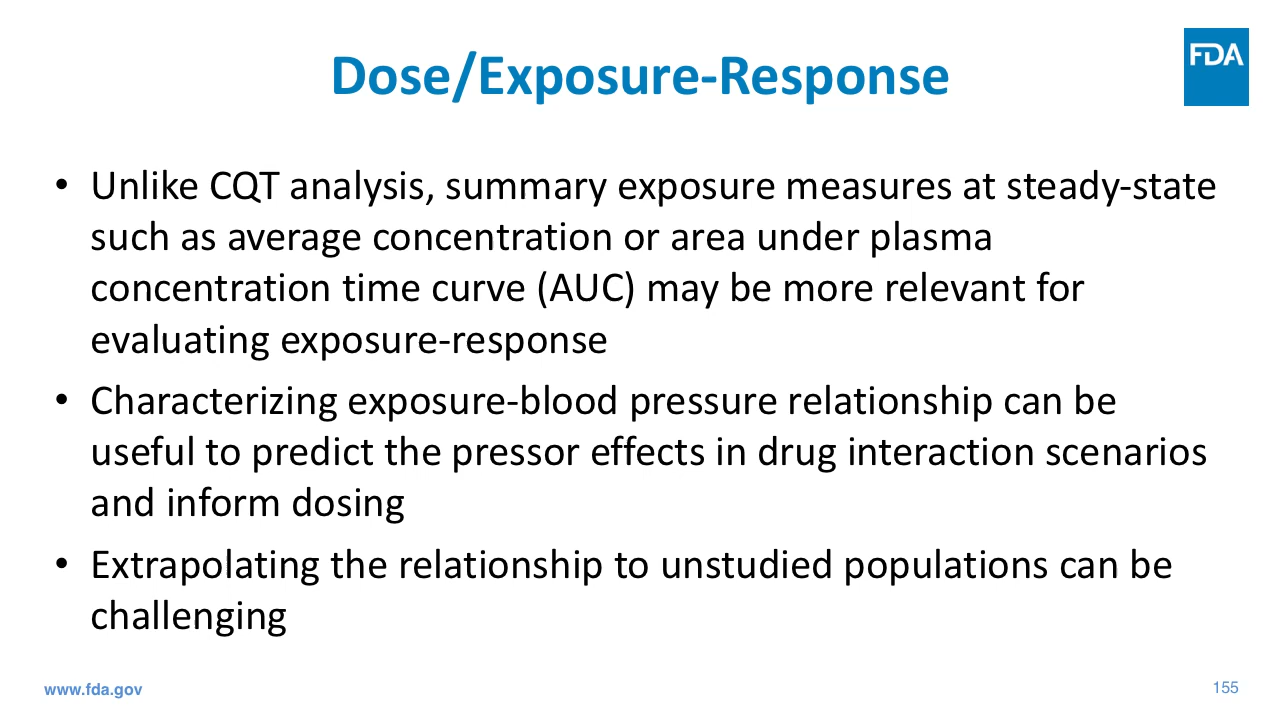 Dose/Exposure-Response
FDA
• Unlike CQT analysis, summary exposure measures at steady-state
such as average concentration or area under plasma
concentration time curve (AUC) may be more relevant for
evaluating exposure-response
• Characterizing exposure-blood pressure relationship can be
useful to predict the pressor effects in drug interaction scenarios
and inform dosing
• Extrapolating the relationship to unstudied populations can be
challenging
www.fda.gov
155